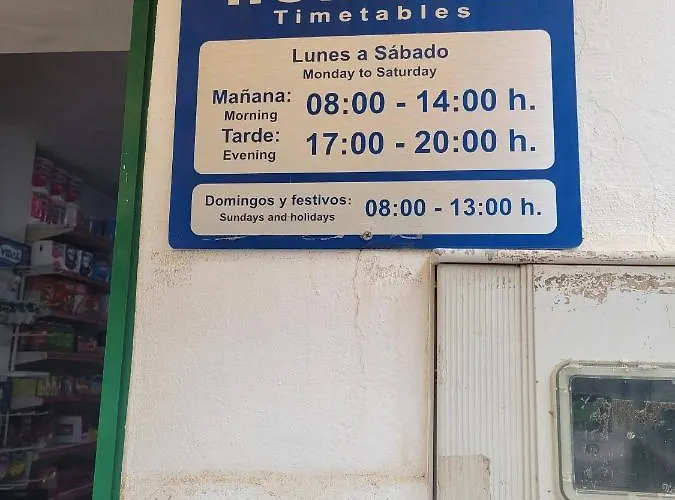 Timetables
Lunes a Sábado
Monday to Saturday
Mañana: 08:00 - 14:00 h.
Morning
Tarde: 17:00 - 20:00 h.
Evening
Domingos y festivos: 08:00 - 13:00 h.
Sundays and holidays